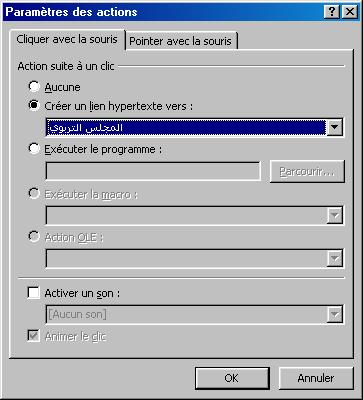 Paramètres des actions
Cliquer avec la souris Pointer avec la souris
Action suite à un clic
Aucune
Créer un lien hypertexte vers :
المجلس التربوي
Exécuter le programme :
Parcourir...
Exécuter la macro :
Action OLE :
Activer un son :
[Aucun son]
Animer le clic
OK Annuler